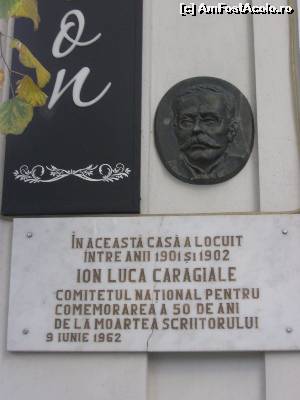 [c] AmFostAcolo.ro
on
ÎN ACEASTĂ CASĂ A LOCUIT
ÎNTRE ANII 1901 ȘI 1902
ION LUCA CARAGIALE
COMITETUL NAȚIONAL PENTRU
COMEMORAREA A 50 DE ANI
DE LA MOARTEA SCRIITORULUI
9 IUNIE 1962